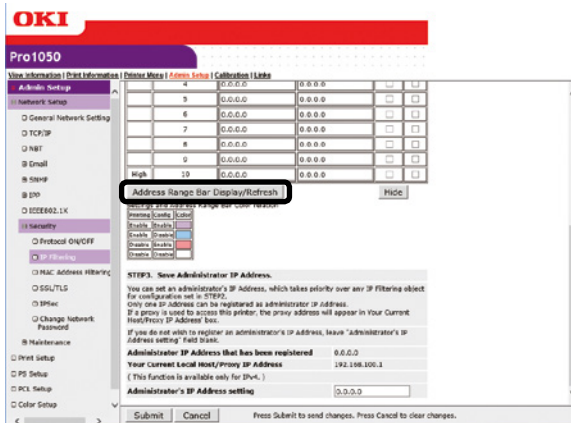 OKI
Pro1050
View Information | Print Information | Printer Menu | Admin Setup | Calibration | Links
Admin Setup
Network Setup
General Network Setting
TCP/IP
NBT
Email
SNMP
IPP
IEEE802.1X
Security
Protocol ON/OFF
IP Filtering
MAC Address Filtering
SSL/TLS
IPSec
Change Network
Password
Maintenance
Print Setup
PS Setup
PCL Setup
Color Setup
4 0.0.0.0 0.0.0.0
5 0.0.0.0 0.0.0.0
6 0.0.0.0 0.0.0.0
7 0.0.0.0 0.0.0.0
8 0.0.0.0 0.0.0.0
9 0.0.0.0 0.0.0.0
High 10 0.0.0.0 0.0.0.0
Address Range Bar Display/Refresh Hide
Settings and Address Range Bar Color relation
Printing Config Color
Enable Enable
Enable Disable
Disable Enable
Disable Disable
STEP3. Save Administrator IP Address.
You can set an administrator's IP Address, which takes priority over any IP Filtering object
for configuration set in STEP2.
Only one IP Address can be registered as administrator IP Address.
If a proxy is used to access this printer, the proxy address will appear in 'Your Current
Host/Proxy IP Address' box.
If you do not wish to register an administrator's IP Address, leave 'Administrator's IP
Address setting' field blank.
Administrator IP Address that has been registered 0.0.0.0
Your Current Local Host/Proxy IP Address 192.168.100.1
( This function is available only for IPv4. )
Administrator's IP Address setting 0.0.0.0
Submit Cancel Press Submit to send changes. Press Cancel to clear changes.